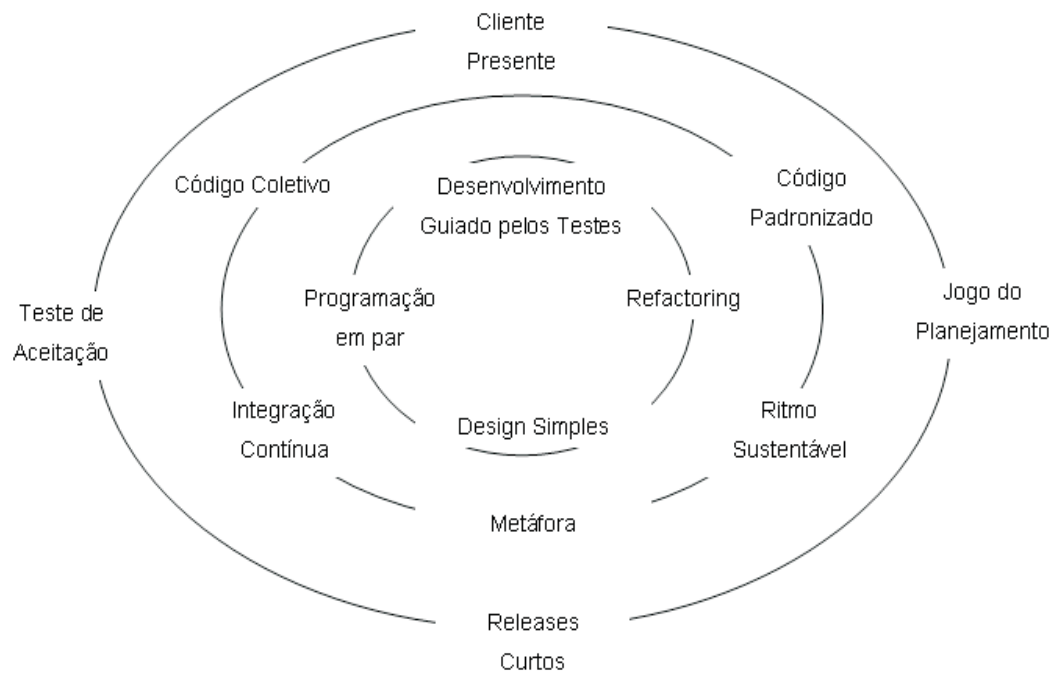 Cliente
Presente
Código Coletivo
Desenvolvimento
Guiado pelos Testes
Código
Padronizado
Programação
em par
Refactoring
Teste de
Aceitação
Jogo do
Planejamento
Integração
Contínua
Design Simples
Ritmo
Sustentável
Metáfora
Releases
Curtos